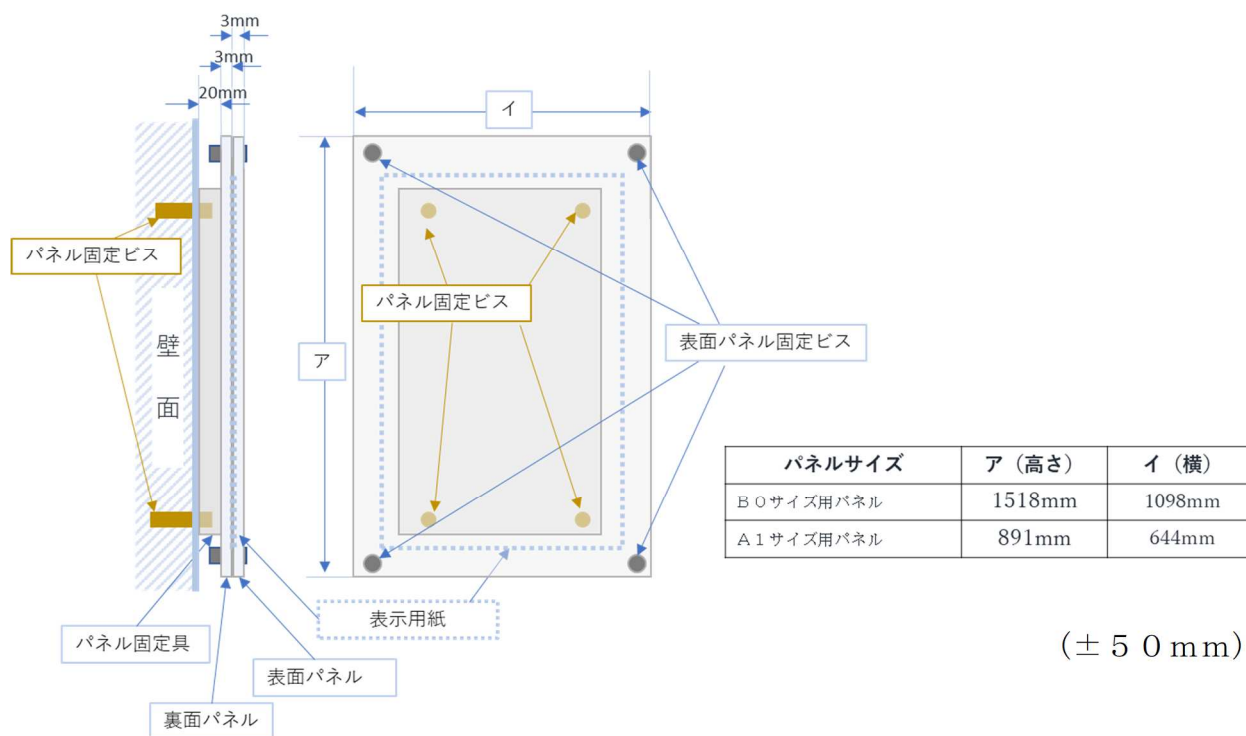 3mm
3mm
20mm
イ
パネル固定ビス
パネル固定ビス
表面パネル固定ビス
壁
面
ア
パネルサイズ ア（高さ） イ（横）
Ｂ０サイズ用パネル 1518mm 1098mm
Ａ１サイズ用パネル 891mm 644mm
表示用紙
パネル固定具
表面パネル
裏面パネル
（±５０ｍｍ）